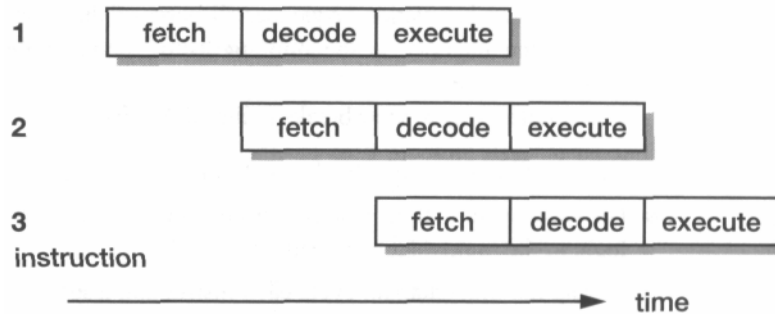 1 fetch decode execute
2 fetch decode execute
3 fetch decode execute
instruction
time